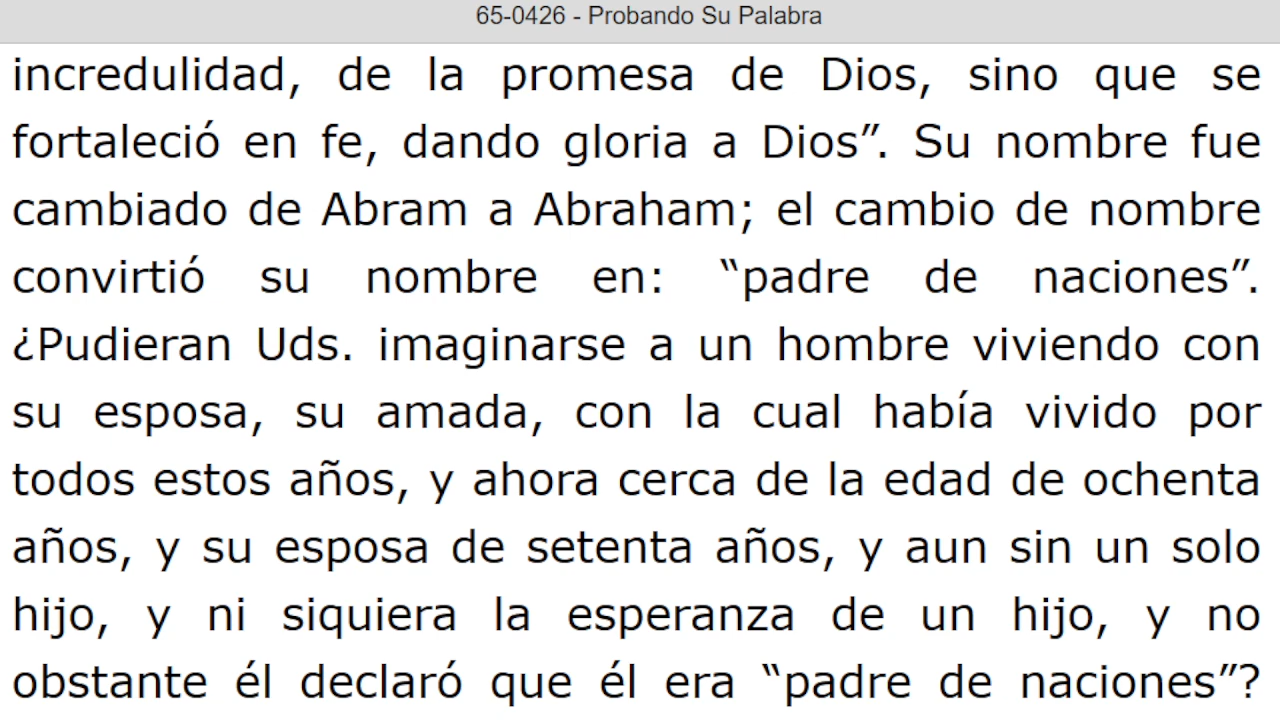 65-0426 - Probando Su Palabra
incredulidad, de la promesa de Dios, sino que se
fortaleció en fe, dando gloria a Dios”. Su nombre fue
cambiado de Abram a Abraham; el cambio de nombre
convirtió su nombre en: “padre de naciones”.
¿Pudieran Uds. imaginarse a un hombre viviendo con
su esposa, su amada, con la cual había vivido por
todos estos años, y ahora cerca de la edad de ochenta
años, y su esposa de setenta años, y aun sin un solo
hijo, y ni siquiera la esperanza de un hijo, y no
obstante él declaró que él era “padre de naciones”?